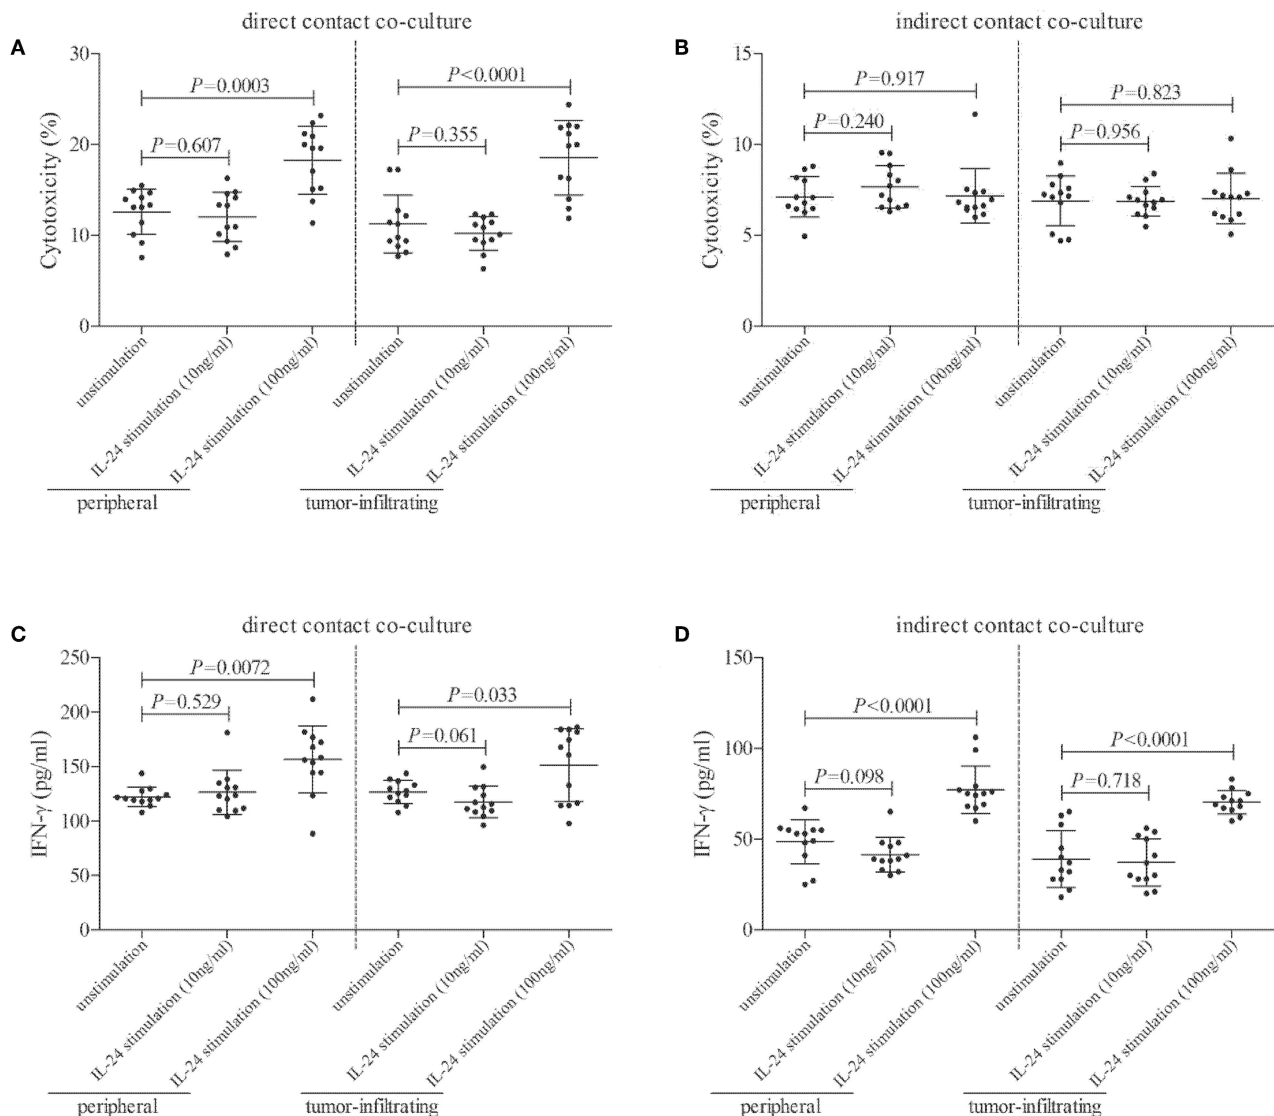 A
direct contact co-culture
30
20
10
0
Cytotoxicity (%)
P=0.0003
P=0.607
P<0.0001
P=0.355
unstimulation
IL-24 stimulation (10ng/ml)
IL-24 stimulation (100ng/ml)
unstimulation
IL-24 stimulation (10ng/ml)
IL-24 stimulation (100ng/ml)
peripheral
tumor-infiltrating
B
indirect contact co-culture
15
10
5
0
Cytotoxicity (%)
P=0.917
P=0.240
P=0.823
P=0.956
unstimulation
IL-24 stimulation (10ng/ml)
IL-24 stimulation (100ng/ml)
unstimulation
IL-24 stimulation (10ng/ml)
IL-24 stimulation (100ng/ml)
peripheral
tumor-infiltrating
C
direct contact co-culture
250
200
150
100
50
0
IFN-γ (pg/ml)
P=0.0072
P=0.529
P=0.033
P=0.061
unstimulation
IL-24 stimulation (10ng/ml)
IL-24 stimulation (100ng/ml)
unstimulation
IL-24 stimulation (10ng/ml)
IL-24 stimulation (100ng/ml)
peripheral
tumor-infiltrating
D
indirect contact co-culture
150
100
50
0
IFN-γ (pg/ml)
P<0.0001
P=0.098
P<0.0001
P=0.718
unstimulation
IL-24 stimulation (10ng/ml)
IL-24 stimulation (100ng/ml)
unstimulation
IL-24 stimulation (10ng/ml)
IL-24 stimulation (100ng/ml)
peripheral
tumor-infiltrating